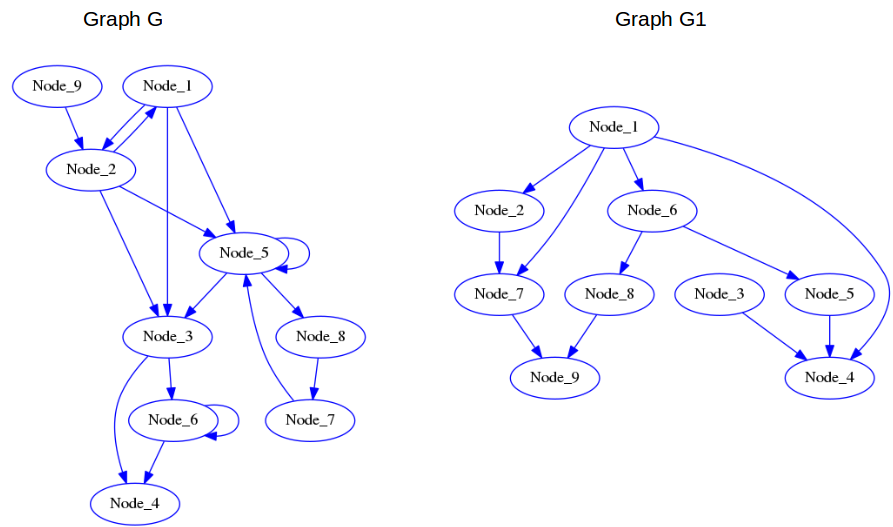 Graph G
Node_9
Node_1
Node_2
Node_5
Node_3
Node_8
Node_6
Node_7
Node_4
Graph G1
Node_1
Node_2
Node_6
Node_7
Node_8
Node_3
Node_5
Node_9
Node_4